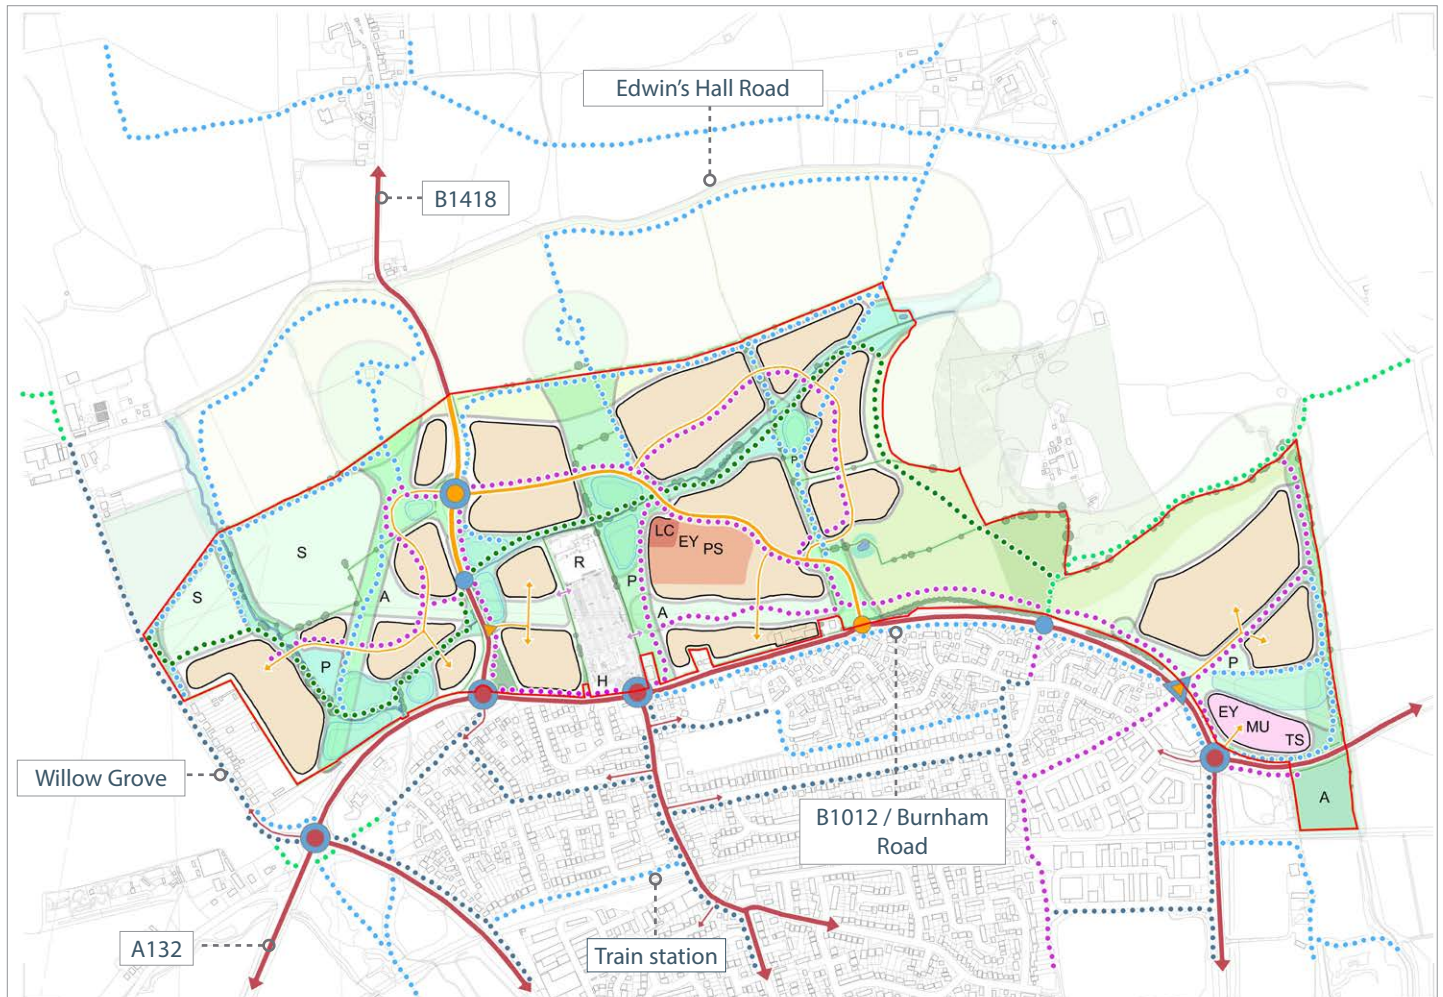 Edwin's Hall Road
B1418
P
LC
EY
PS
S
R
S
A
P
A
P
P
H
EY
MU
TS
Willow Grove
A
B1012 / Burnham
Road
A132
Train station